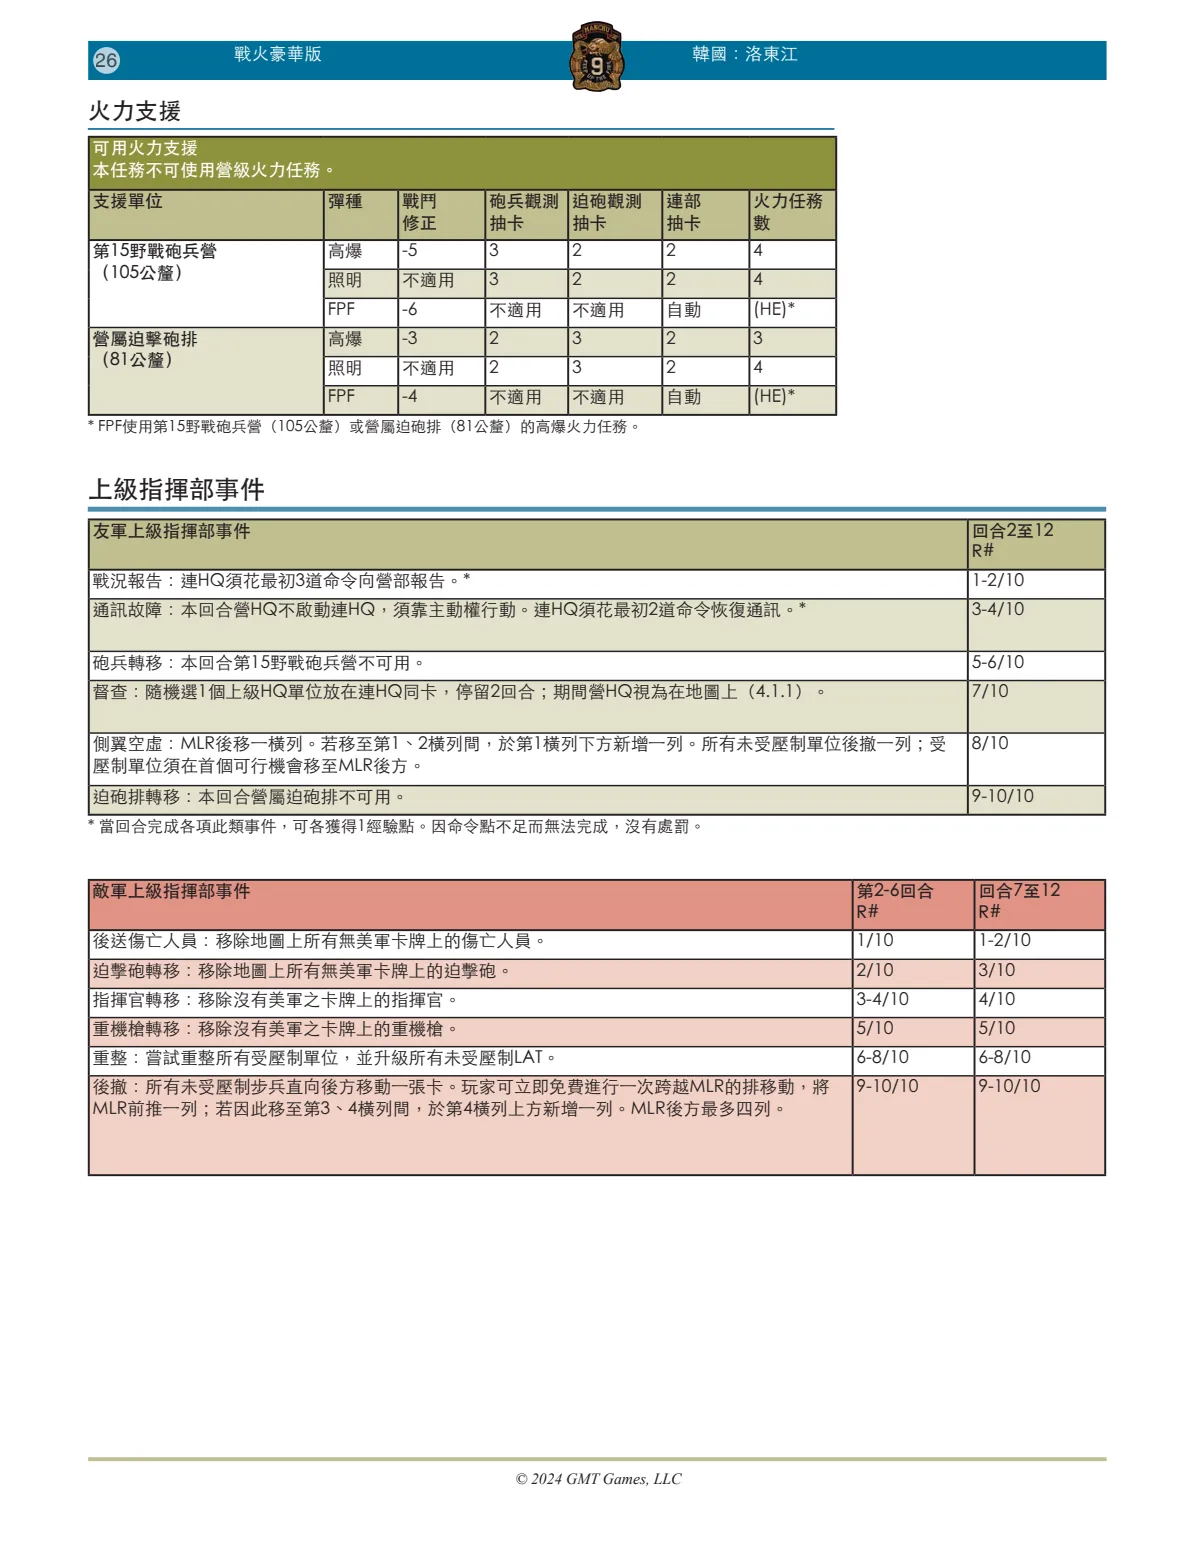 26
戰火豪華版
MANCHU
9
韓國：洛東江
火力支援
可用火力支援
本任務不可使用營級火力任務。
支援單位 彈種 戰鬥修正 砲兵觀測抽卡 迫砲觀測抽卡 連部抽卡 火力任務數
第15野戰砲兵營（105公釐） 高爆 -5 3 2 2 4
照明 不適用 3 2 2 4
FPF -6 不適用 不適用 自動 (HE)*
營屬迫擊砲排（81公釐） 高爆 -3 2 3 2 3
照明 不適用 2 3 2 4
FPF -4 不適用 不適用 自動 (HE)*
* FPF使用第15野戰砲兵營（105公釐）或營屬迫砲排（81公釐）的高爆火力任務。
上級指揮部事件
友軍上級指揮部事件 回合2至12 R#
戰況報告：連HQ須花最初3道命令向營部報告。* 1-2/10
通訊故障：本回合營HQ不啟動連HQ，須靠主動權行動。連HQ須花最初2道命令恢復通訊。* 3-4/10
砲兵轉移：本回合第15野戰砲兵營不可用。 5-6/10
督查：隨機選1個上級HQ單位放在連HQ同卡，停留2回合；期間營HQ視為在地圖上（4.1.1）。 7/10
側翼空虛：MLR後移一橫列。若移至第1、2橫列間，於第1橫列下方新增一列。所有未受壓制單位後撤一列；受 8/10
壓制單位須在首個可行機會移至MLR後方。
迫砲排轉移：本回合營屬迫砲排不可用。 9-10/10
* 當回合完成各項此類事件，可各獲得1經驗點。因命令點不足而無法完成，沒有處罰。
敵軍上級指揮部事件 第2-6回合 R# 回合7至12 R#
後送傷亡人員：移除地圖上所有無美軍卡牌上的傷亡人員。 1/10 1-2/10
迫擊砲轉移：移除地圖上所有無美軍卡牌上的迫擊砲。 2/10 3/10
指揮官轉移：移除沒有美軍之卡牌上的指揮官。 3-4/10 4/10
重機槍轉移：移除沒有美軍之卡牌上的重機槍。 5/10 5/10
重整：嘗試重整所有受壓制單位，並升級所有未受壓制LAT。 6-8/10 6-8/10
後撤：所有未受壓制步兵直向後方移動一張卡。玩家可立即免費進行一次跨越MLR的排移動，將 9-10/10 9-10/10
MLR前推一列；若因此移至第3、4橫列間，於第4橫列上方新增一列。MLR後方最多四列。
© 2024 GMT Games, LLC